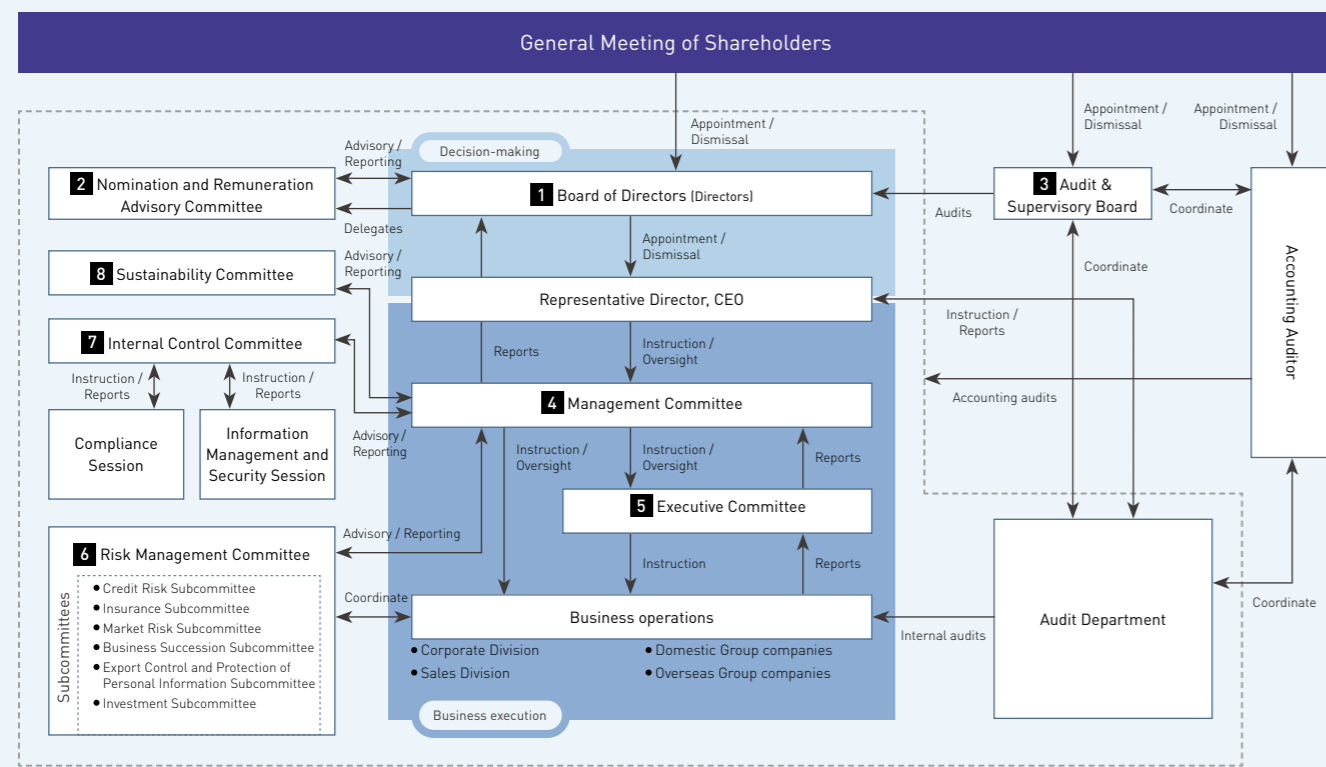 General Meeting of Shareholders
Appointment /
Dismissal
Appointment /
Dismissal
Appointment /
Dismissal
Decision-making
Advisory /
Reporting
2 Nomination and Remuneration
Advisory Committee
1 Board of Directors (Directors)
3 Audit &
Supervisory Board
Audits
Coordinate
Delegates
Appointment /
Dismissal
Advisory /
Reporting
Coordinate
8 Sustainability Committee
Representative Director, CEO
Accounting Auditor
Instruction /
Reports
7 Internal Control Committee
Reports
Instruction /
Oversight
Instruction /
Reports
Instruction /
Reports
4 Management Committee
Accounting audits
Compliance
Session
Information
Management and
Security Session
Advisory /
Reporting
Instruction /
Oversight
Instruction /
Oversight
Reports
5 Executive Committee
6 Risk Management Committee
Advisory / Reporting
Instruction
Reports
Subcommittees
● Credit Risk Subcommittee
● Insurance Subcommittee
● Market Risk Subcommittee
● Business Succession Subcommittee
● Export Control and Protection of
Personal Information Subcommittee
● Investment Subcommittee
Coordinate
Business operations
Internal audits
Audit Department
Coordinate
● Corporate Division
● Sales Division
● Domestic Group companies
● Overseas Group companies
Business execution